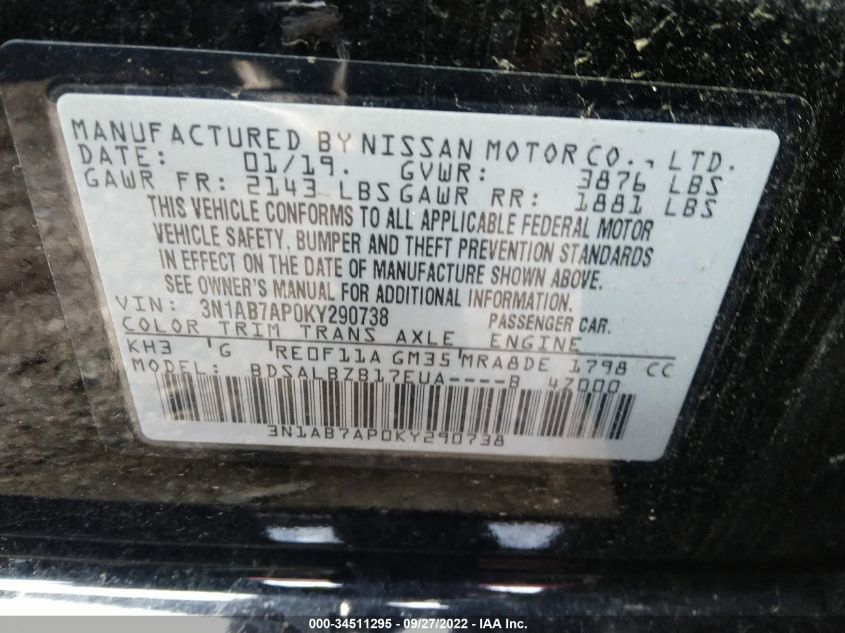 MANUFACTURED BY NISSAN MOTOR CO., LTD.
DATE: 01/19. GVWR: 3876 LBS
GAWR FR: 2143 LBS GAWR RR: 1881 LBS
THIS VEHICLE CONFORMS TO ALL APPLICABLE FEDERAL MOTOR
VEHICLE SAFETY, BUMPER AND THEFT PREVENTION STANDARDS
IN EFFECT ON THE DATE OF MANUFACTURE SHOWN ABOVE.
SEE OWNER'S MANUAL FOR ADDITIONAL INFORMATION.
VIN: 3N1AB7AP0KY290738 PASSENGER CAR.
COLOR TRIM TRANS AXLE ENGINE
KH3 'G RE0F11A GM35 MRA8DE 1798 CC
MODEL: BDSALBZB17EUA----B 47000
3N1AB7AP0KY290738
000-34511295 - 09/27/2022 - IAA Inc.